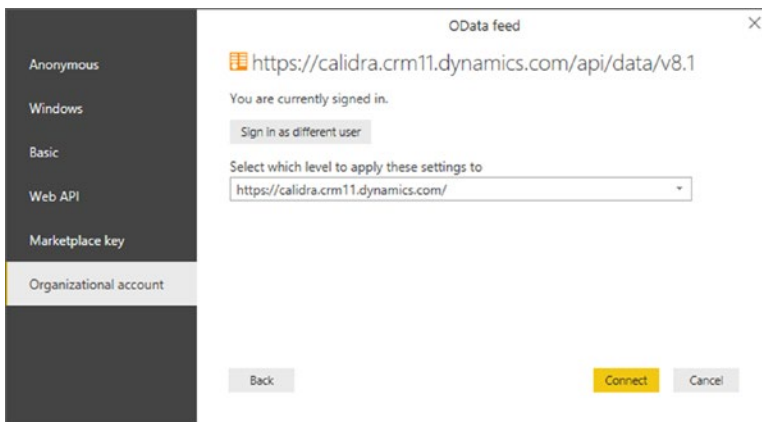 OData feed
Anonymous
Windows
Basic
Web API
Marketplace key
Organizational account
https://calidra.crm11.dynamics.com/api/data/v8.1
You are currently signed in.
Sign in as different user
Select which level to apply these settings to
https://calidra.crm11.dynamics.com/
Back
Connect
Cancel